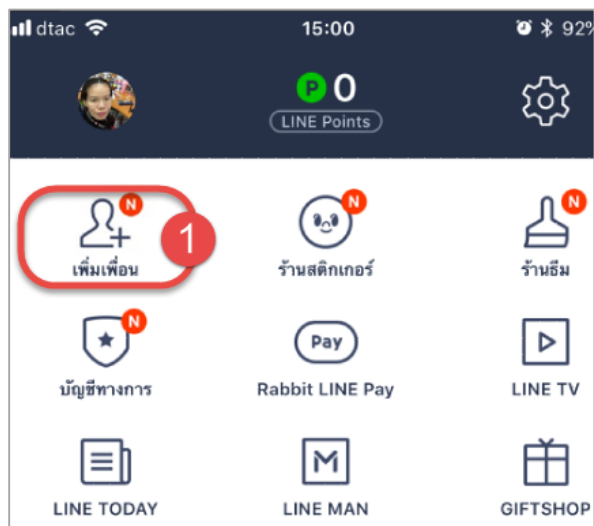 dtac 15:00 92%
P 0
LINE Points
N N N
1
เพิ่มเพื่อน ร้านสติกเกอร์ ร้านธีม
N Pay
บัญชีทางการ Rabbit LINE Pay LINE TV
M
LINE TODAY LINE MAN GIFTSHOP